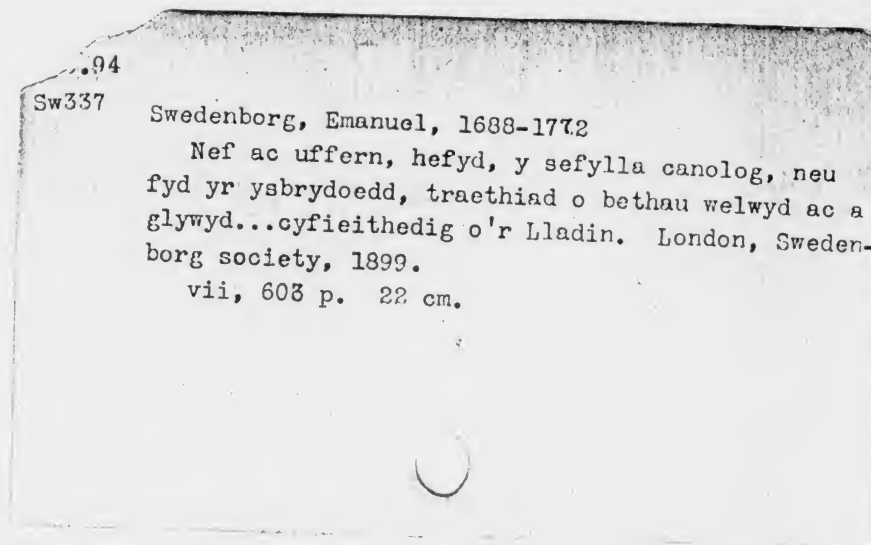 .94
Sw337
Swedenborg, Emanuel, 1688-1772
Nef ac uffern, hefyd, y sefylla canolog, neu
fyd yr ysbrydoedd, traethiad o bethau welwyd ac a
glywyd...cyfieithedig o'r Lladin. London, Sweden-
borg society, 1899.
vii, 603 p. 22 cm.